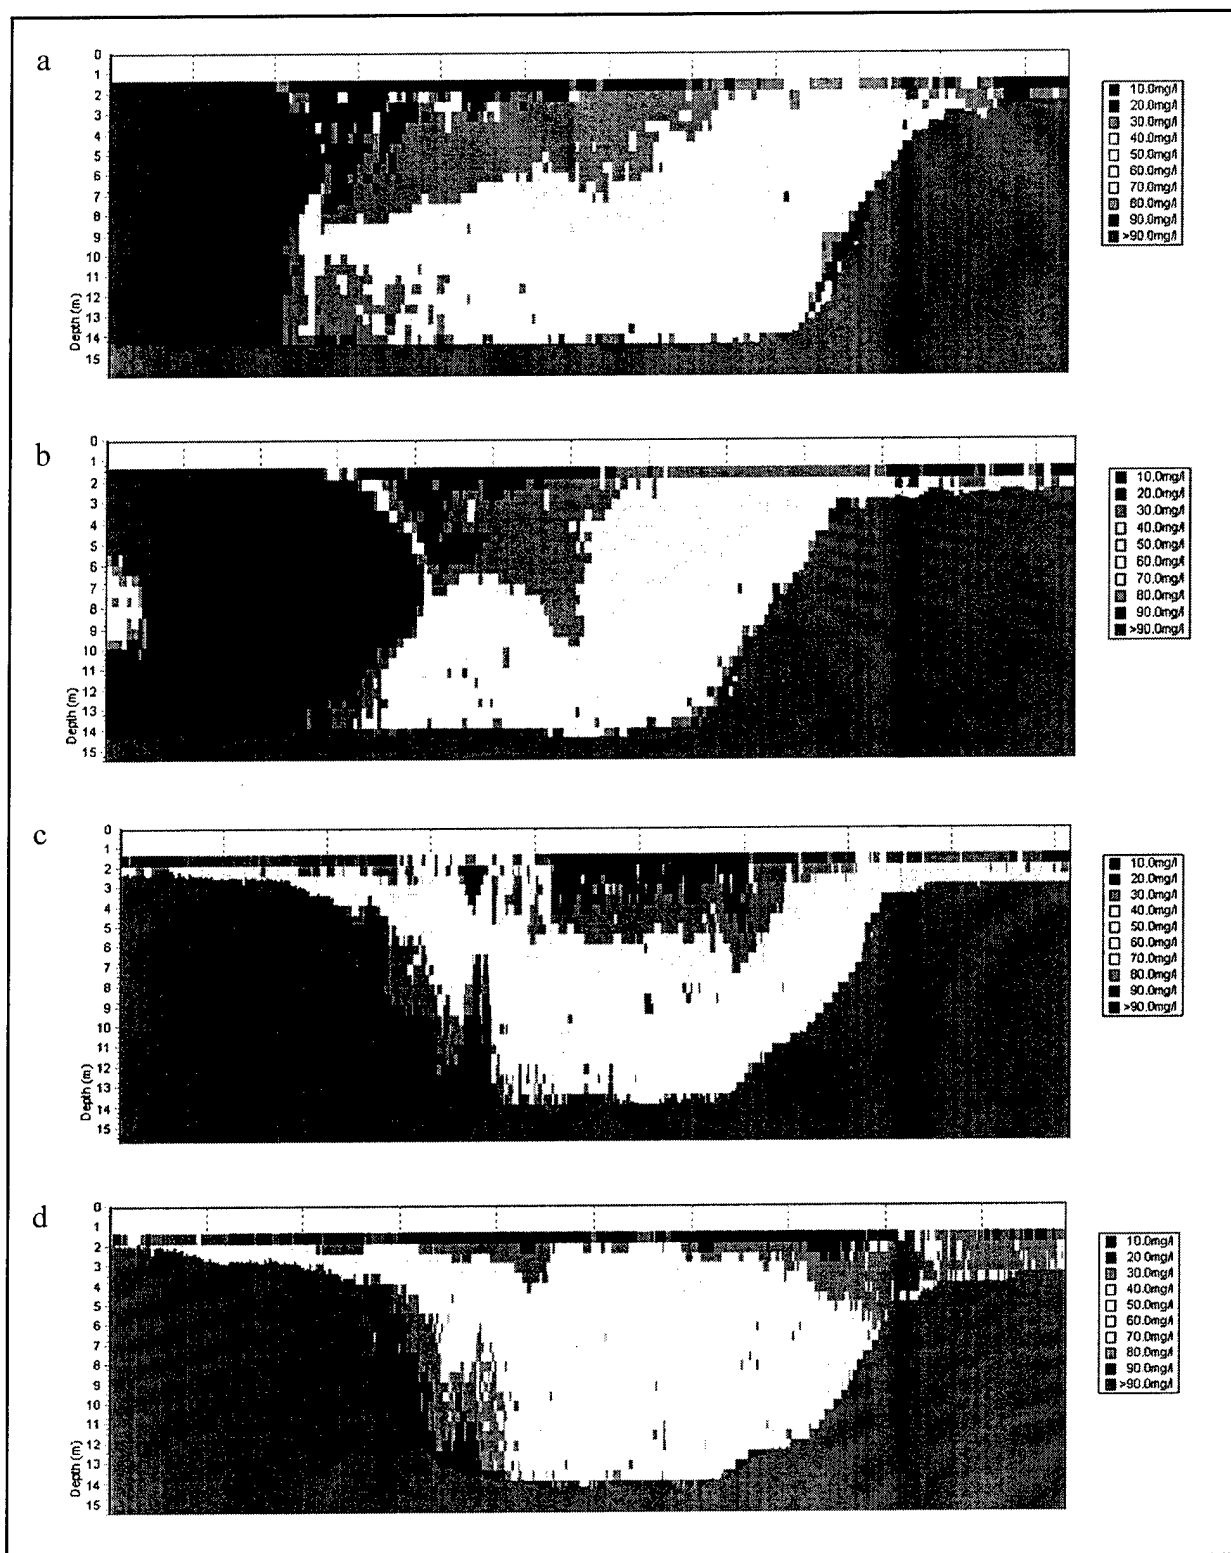 a
0
1
2
3
4
5
6
7
8
9
10
11
12
13
14
15
Depth (m)
10.0mg/l
20.0mg/l
30.0mg/l
40.0mg/l
50.0mg/l
60.0mg/l
70.0mg/l
80.0mg/l
90.0mg/l
>90.0mg/l
b
0
1
2
3
4
5
6
7
8
9
10
11
12
13
14
15
Depth (m)
10.0mg/l
20.0mg/l
30.0mg/l
40.0mg/l
50.0mg/l
60.0mg/l
70.0mg/l
80.0mg/l
90.0mg/l
>90.0mg/l
c
0
1
2
3
4
5
6
7
8
9
10
11
12
13
14
15
Depth (m)
10.0mg/l
20.0mg/l
30.0mg/l
40.0mg/l
50.0mg/l
60.0mg/l
70.0mg/l
80.0mg/l
90.0mg/l
>90.0mg/l
d
0
1
2
3
4
5
6
7
8
9
10
11
12
13
14
15
Depth (m)
10.0mg/l
20.0mg/l
30.0mg/l
40.0mg/l
50.0mg/l
60.0mg/l
70.0mg/l
80.0mg/l
90.0mg/l
>90.0mg/l